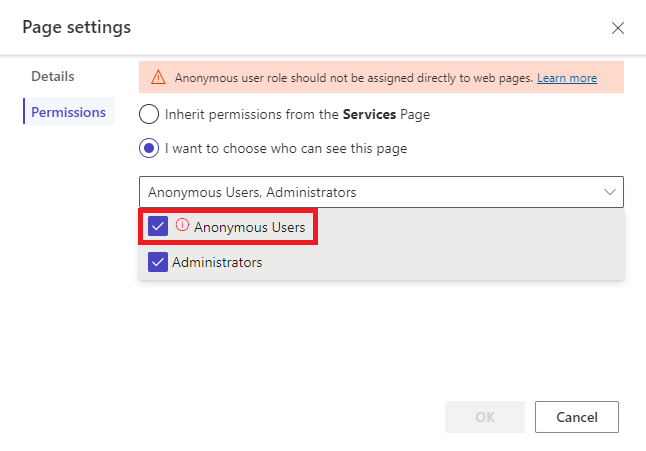 Page settings
Details
Permissions
Anonymous user role should not be assigned directly to web pages. Learn more
Inherit permissions from the Services Page
I want to choose who can see this page
Anonymous Users, Administrators
Anonymous Users
Administrators
OK
Cancel